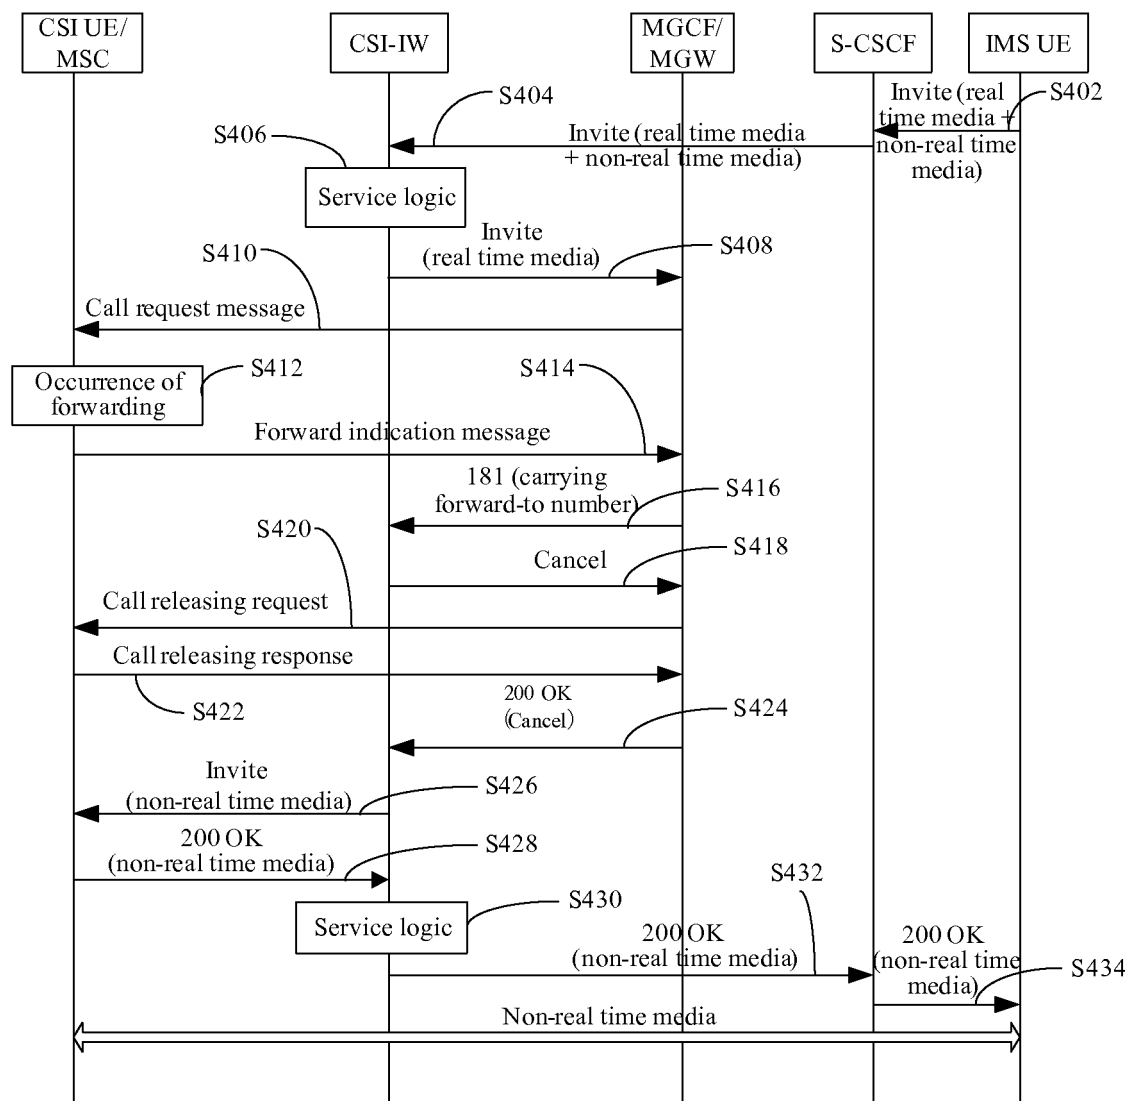 CSI UE/
MSC
CSI-IW
MGCF/
MGW
S-CSCF
IMS UE
Invite (real
time media +
non-real time
media)
S402
S404
Invite (real time media
+ non-real time media)
S406
Service logic
Invite
(real time media)
S408
S410
Call request message
Occurrence of
forwarding
S412
S414
Forward indication message
181 (carrying
forward-to number)
S416
S420
Cancel
S418
Call releasing request
Call releasing response
S422
200 OK
(Cancel)
S424
Invite
(non-real time media)
S426
200 OK
(non-real time media)
S428
Service logic
S430
S432
200 OK
(non-real time media)
200 OK
(non-real time
media)
S434
Non-real time media